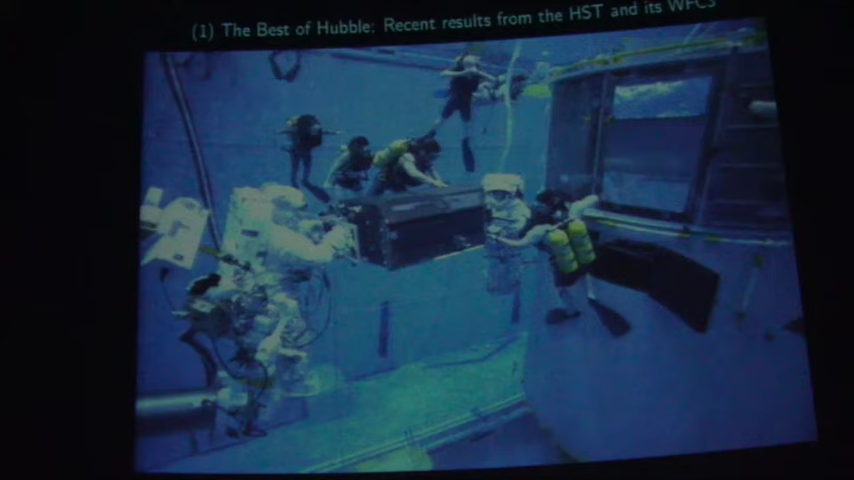 (1) The Best of Hubble: Recent results from the HST and its WFC3